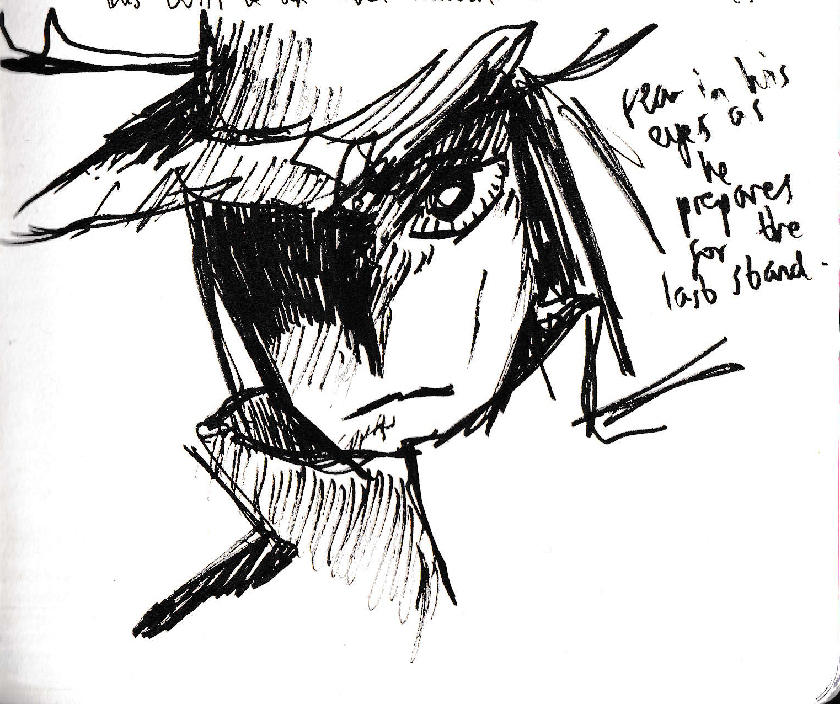 fear in his
eyes as
he
prepares
for the
last stand.